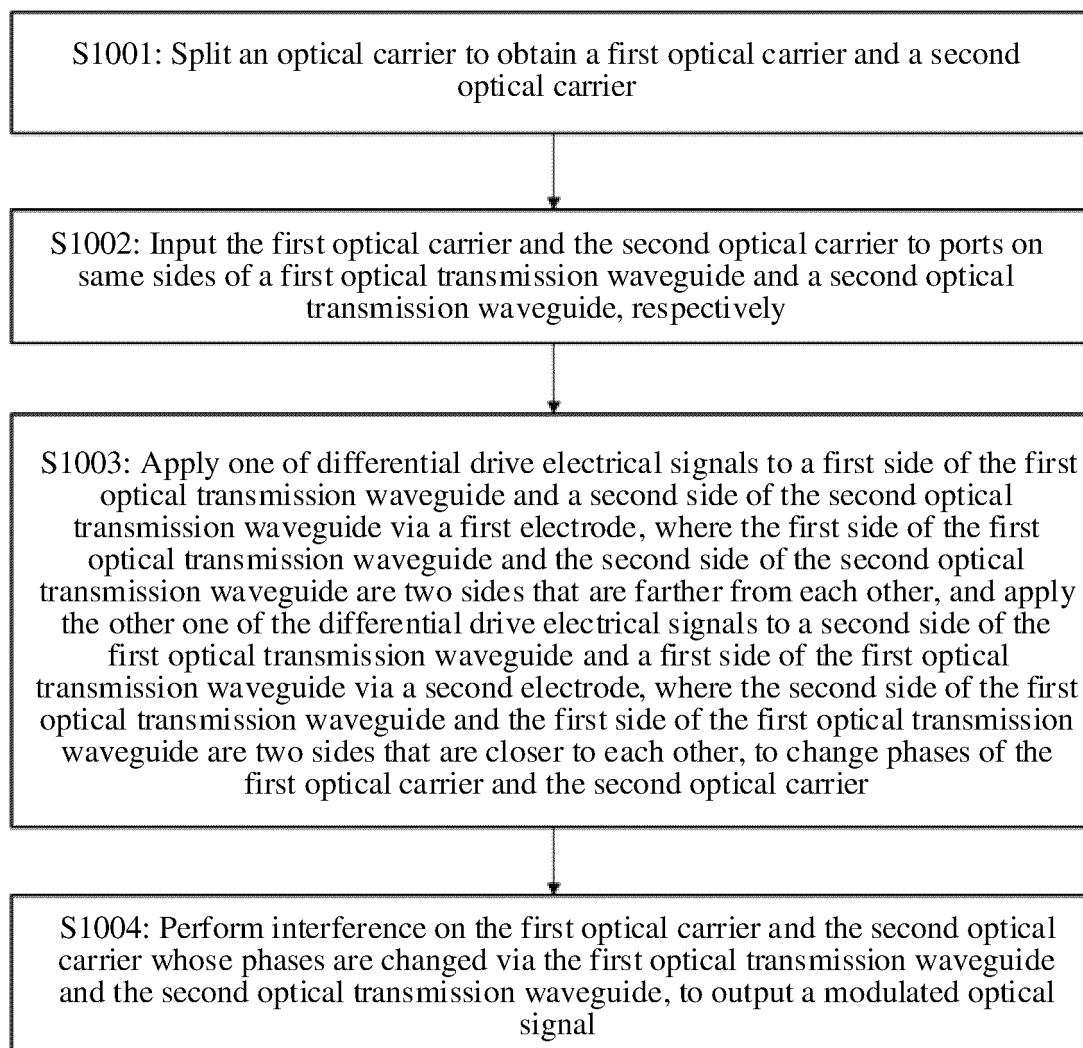 S1001: Split an optical carrier to obtain a first optical carrier and a second
optical carrier
S1002: Input the first optical carrier and the second optical carrier to ports on
same sides of a first optical transmission waveguide and a second optical
transmission waveguide, respectively
S1003: Apply one of differential drive electrical signals to a first side of the first
optical transmission waveguide and a second side of the second optical
transmission waveguide via a first electrode, where the first side of the first
optical transmission waveguide and the second side of the second optical
transmission waveguide are two sides that are farther from each other, and apply
the other one of the differential drive electrical signals to a second side of the
first optical transmission waveguide and a first side of the first optical
transmission waveguide via a second electrode, where the second side of the first
optical transmission waveguide and the first side of the first optical transmission
waveguide are two sides that are closer to each other, to change phases of the
first optical carrier and the second optical carrier
S1004: Perform interference on the first optical carrier and the second optical
carrier whose phases are changed via the first optical transmission waveguide
and the second optical transmission waveguide, to output a modulated optical
signal